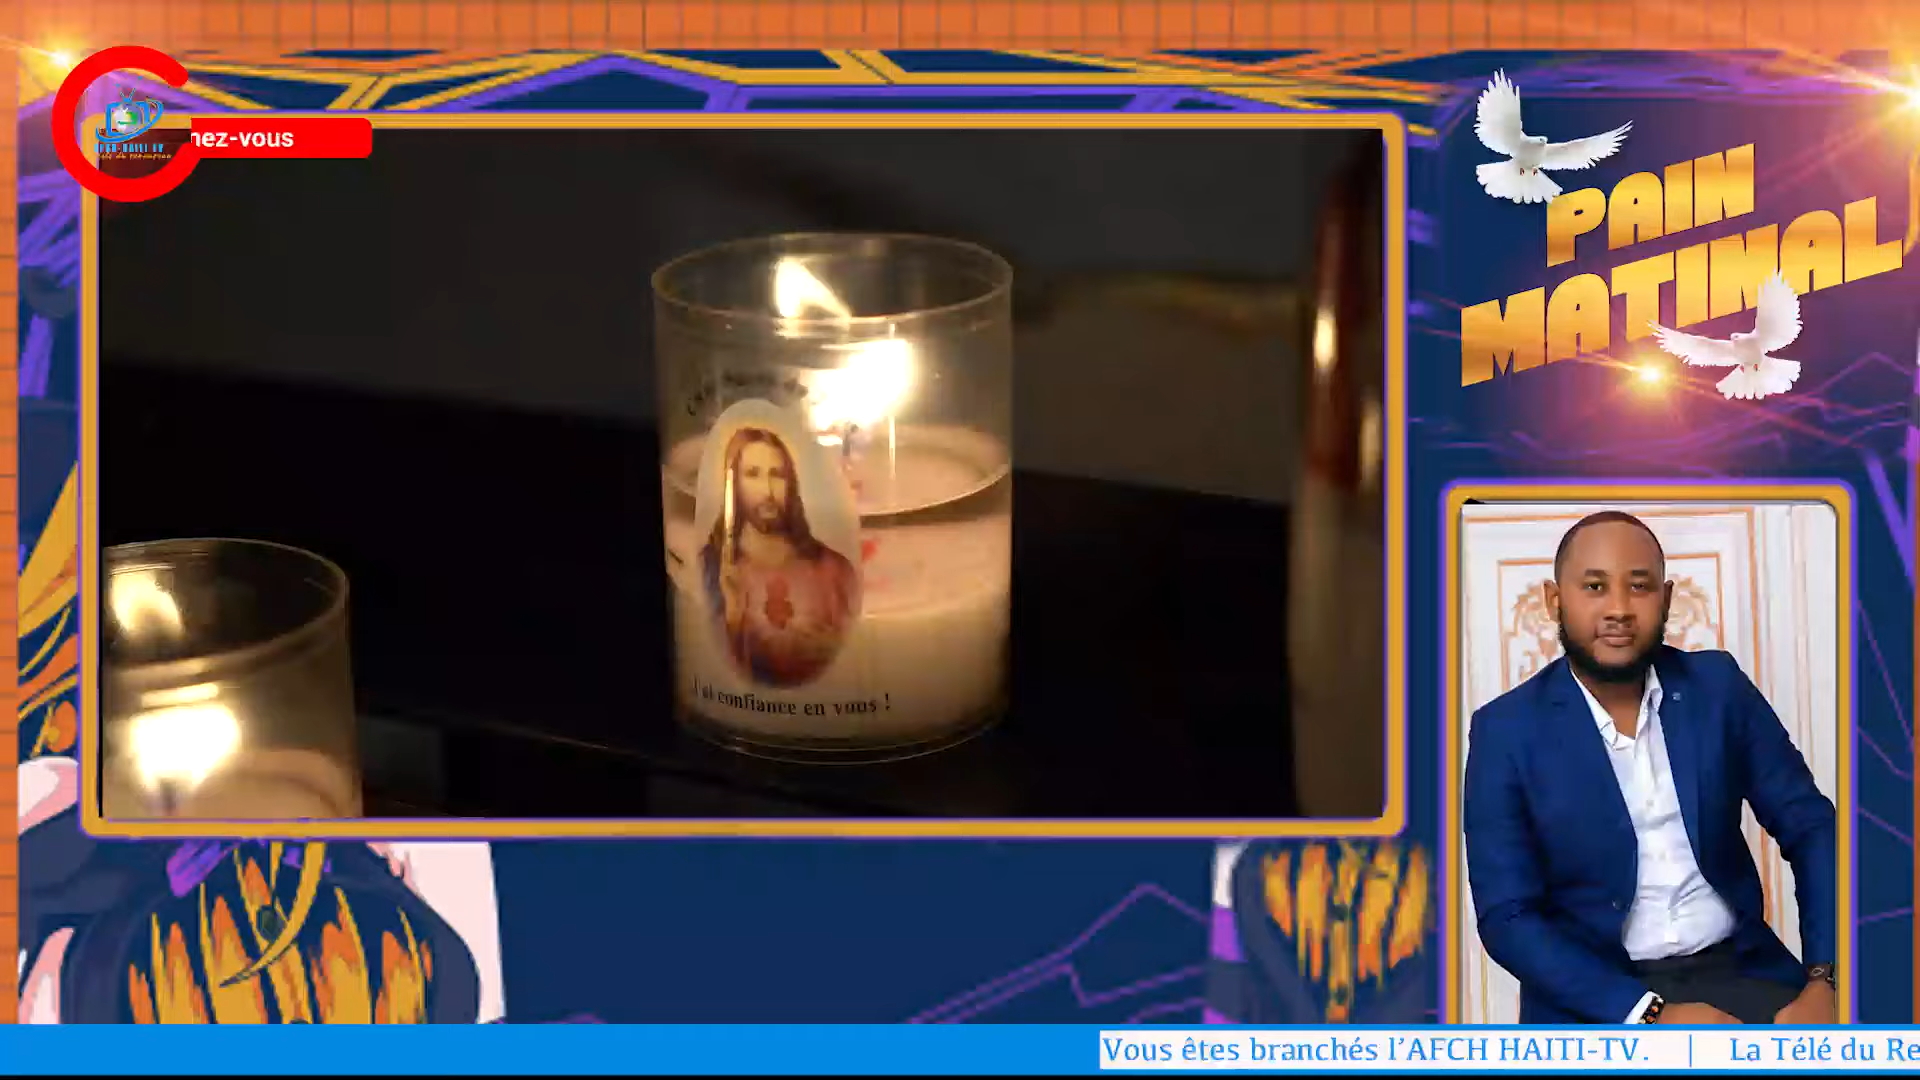 nez-vous
PAIN
MATINAL
J'ai confiance en vous !
Vous êtes branchés l'AFCH HAITI-TV. | La Télé du Re